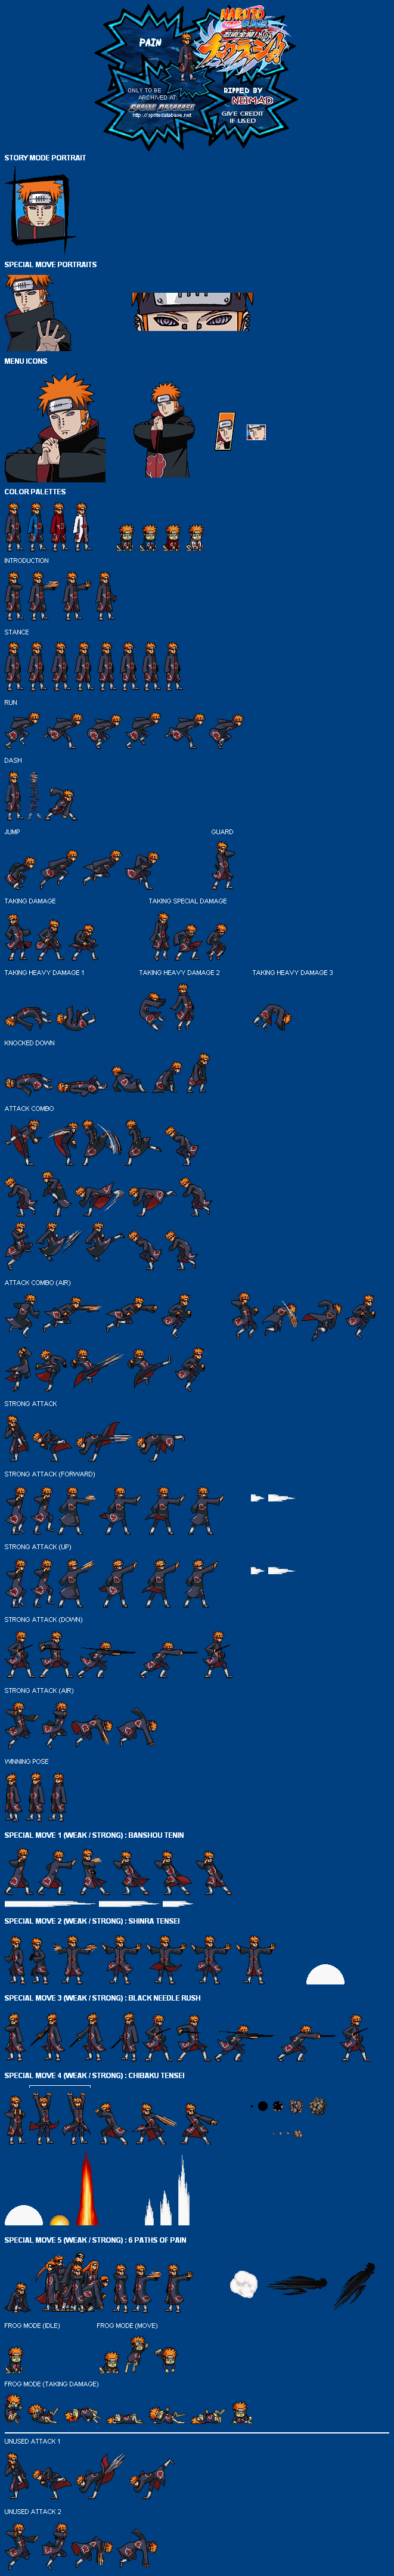 NARUTO
PAIN
ONLY TO BE
ARCHIVED AT:
SPRITE DATABASE
http://spritedatabase.net
RIPPED BY
NOMAD
GIVE CREDIT
IF USED
STORY MODE PORTRAIT
SPECIAL MOVE PORTRAITS
MENU ICONS
COLOR PALETTES
INTRODUCTION
STANCE
RUN
DASH
JUMP
GUARD
TAKING DAMAGE
TAKING SPECIAL DAMAGE
TAKING HEAVY DAMAGE 1
TAKING HEAVY DAMAGE 2
TAKING HEAVY DAMAGE 3
KNOCKED DOWN
ATTACK COMBO
ATTACK COMBO (AIR)
STRONG ATTACK
STRONG ATTACK (FORWARD)
STRONG ATTACK (UP)
STRONG ATTACK (DOWN)
STRONG ATTACK (AIR)
WINNING POSE
SPECIAL MOVE 1 (WEAK / STRONG) : BANSHOU TENIN
SPECIAL MOVE 2 (WEAK / STRONG) : SHINRA TENSEI
SPECIAL MOVE 3 (WEAK / STRONG) : BLACK NEEDLE RUSH
SPECIAL MOVE 4 (WEAK / STRONG) : CHIBAKU TENSEI
SPECIAL MOVE 5 (WEAK / STRONG) : 6 PATHS OF PAIN
FROG MODE (IDLE)
FROG MODE (MOVE)
FROG MODE (TAKING DAMAGE)
UNUSED ATTACK 1
UNUSED ATTACK 2